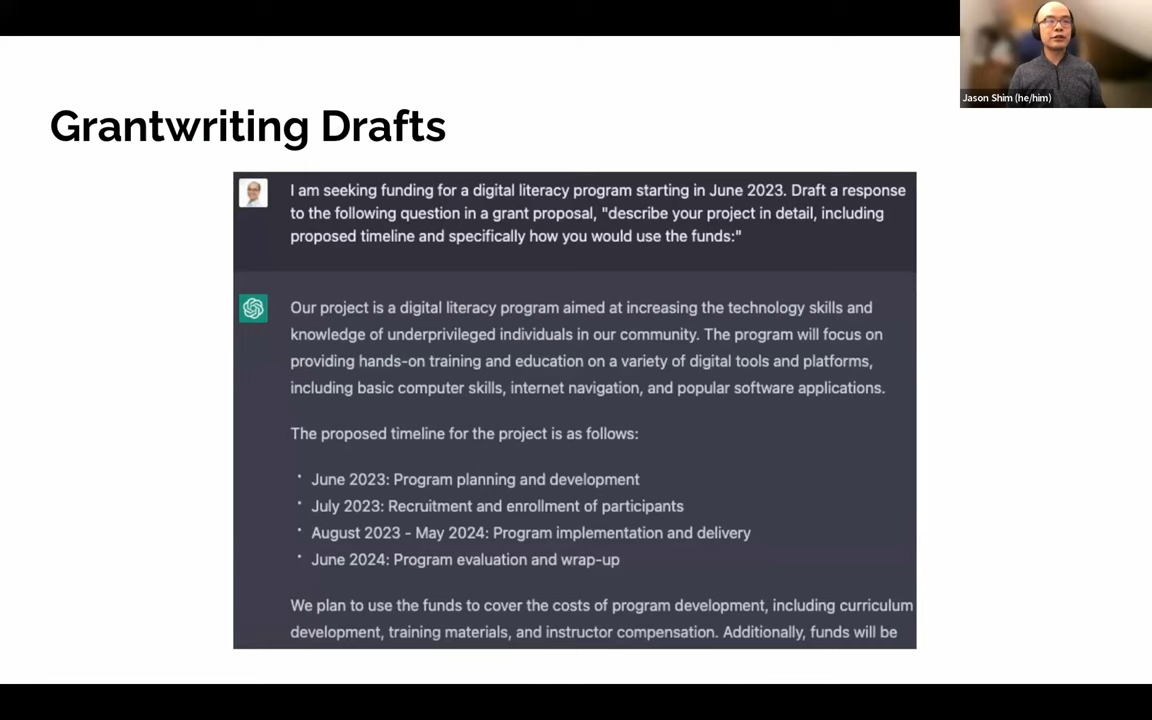 Jason Shim (he/him)
Grantwriting Drafts
I am seeking funding for a digital literacy program starting in June 2023. Draft a response
to the following question in a grant proposal, "describe your project in detail, including
proposed timeline and specifically how you would use the funds:"
Our project is a digital literacy program aimed at increasing the technology skills and
knowledge of underprivileged individuals in our community. The program will focus on
providing hands-on training and education on a variety of digital tools and platforms,
including basic computer skills, internet navigation, and popular software applications.
The proposed timeline for the project is as follows:
• June 2023: Program planning and development
• July 2023: Recruitment and enrollment of participants
• August 2023 - May 2024: Program implementation and delivery
• June 2024: Program evaluation and wrap-up
We plan to use the funds to cover the costs of program development, including curriculum
development, training materials, and instructor compensation. Additionally, funds will be